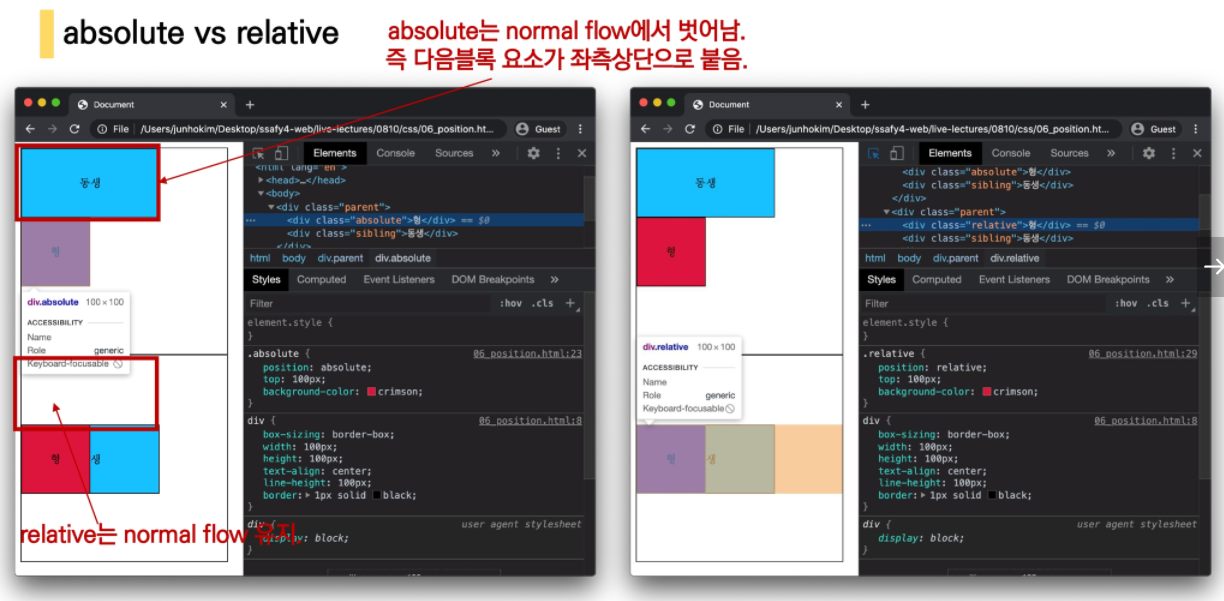 absolute vs relative
absolute는 normal flow에서 벗어남.
즉 다음블록 요소가 좌측상단으로 붙음.
Document
File /Users/junhokim/Desktop/ssafy4-web/live-lectures/0810/css/06_position.ht...
Guest
동생
형
div.absolute 100×100
ACCESSIBILITY
Name
Role generic
Keyboard-focusable
형 생
relative는 normal flow 유지.
Elements Console Sources »
<html lang="en">
<head>…</head>
<body>
<div class="parent">
<div class="absolute">형</div> == $0
<div class="sibling">동생</div>
</div>
html body div.parent div.absolute
Styles Computed Event Listeners DOM Breakpoints »
Filter :hov .cls +
element.style {
}
.absolute { 06_position.html:23
position: absolute;
top: 100px;
background-color: crimson;
}
div { 06_position.html:8
box-sizing: border-box;
width: 100px;
height: 100px;
text-align: center;
line-height: 100px;
border: 1px solid black;
}
div { user agent stylesheet
display: block;
}
Document
File /Users/junhokim/Desktop/ssafy4-web/live-lectures/0810/css/06_position.ht...
Guest
동생
형
div.relative 100×100
ACCESSIBILITY
Name
Role generic
Keyboard-focusable
형 생
Elements Console Sources »
<div class="absolute">형</div>
<div class="sibling">동생</div>
</div>
<div class="parent">
<div class="relative">형</div> == $0
<div class="sibling">동생</div>
html body div.parent div.relative
Styles Computed Event Listeners DOM Breakpoints »
Filter :hov .cls +
element.style {
}
.relative { 06_position.html:29
position: relative;
top: 100px;
background-color: crimson;
}
div { 06_position.html:8
box-sizing: border-box;
width: 100px;
height: 100px;
text-align: center;
line-height: 100px;
border: 1px solid black;
}
div { user agent stylesheet
display: block;
}